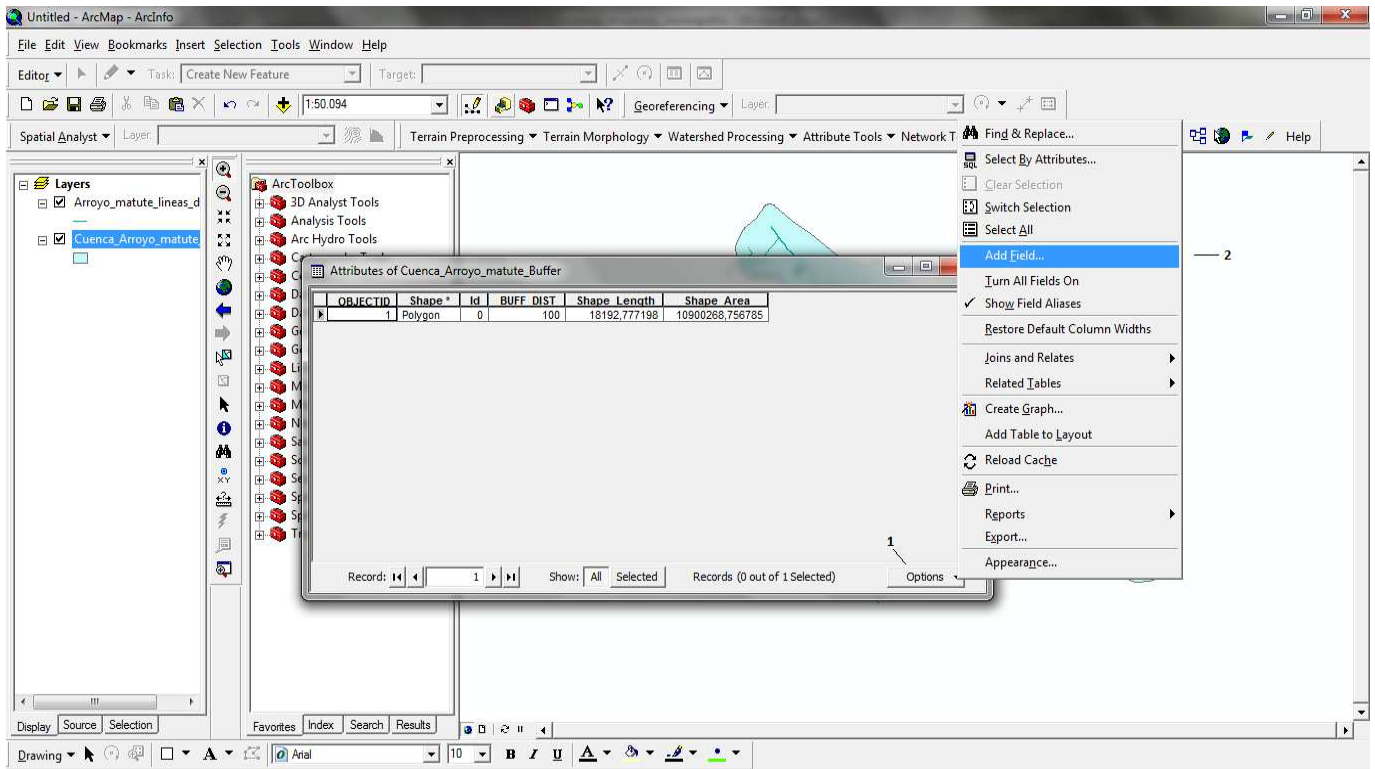 Untitled - ArcMap - ArcInfo
File Edit View Bookmarks Insert Selection Tools Window Help
Editor Task: Create New Feature Target:
1:50.094 Georeferencing Layer:
Spatial Analyst Layer: Terrain Preprocessing Terrain Morphology Watershed Processing Attribute Tools Network T Help
Layers
Arroyo_matute_lineas_d
Cuenca_Arroyo_matute
ArcToolbox
3D Analyst Tools
Analysis Tools
Arc Hydro Tools
Attributes of Cuenca_Arroyo_matute_Buffer
OBJECTID Shape * Id BUFF_DIST Shape_Length Shape_Area
1 Polygon 0 100 18192,777198 10900268,756785
Record: 1 Show: All Selected Records (0 out of 1 Selected) Options
1
Find & Replace...
SQL Select By Attributes...
Clear Selection
Switch Selection
Select All
Add Field...
2
Turn All Fields On
Show Field Aliases
Restore Default Column Widths
Joins and Relates
Related Tables
Create Graph...
Add Table to Layout
Reload Cache
Print...
Reports
Export...
Appearance...
XY
Display Source Selection
Favorites Index Search Results
Drawing A Arial 10 B I U A